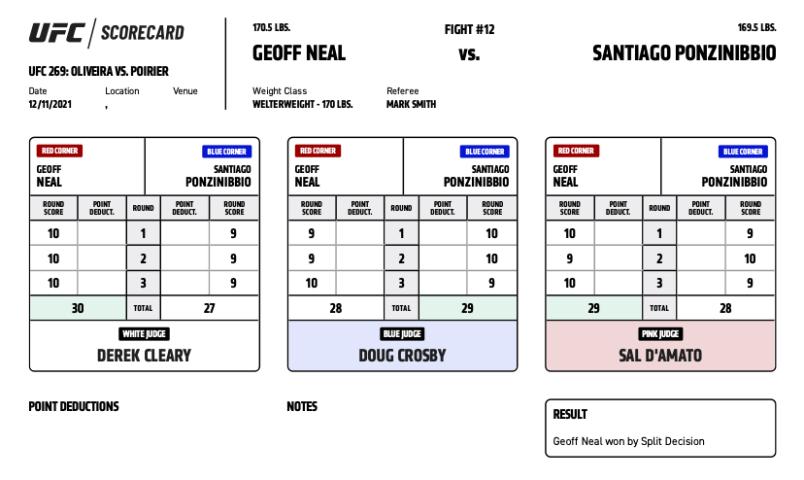 UFC / SCORECARD
UFC 269: OLIVEIRA VS. POIRIER
Date Location Venue
12/11/2021 ,
170.5 LBS. FIGHT #12 169.5 LBS.
GEOFF NEAL VS. SANTIAGO PONZINIBBIO
Weight Class Referee
WELTERWEIGHT - 170 LBS. MARK SMITH
RED CORNER BLUE CORNER
GEOFF SANTIAGO
NEAL PONZINIBBIO
ROUND SCORE POINT DEDUCT. ROUND POINT DEDUCT. ROUND SCORE
10 1 9
10 2 9
10 3 9
30 TOTAL 27
WHITE JUDGE
DEREK CLEARY
RED CORNER BLUE CORNER
GEOFF SANTIAGO
NEAL PONZINIBBIO
ROUND SCORE POINT DEDUCT. ROUND POINT DEDUCT. ROUND SCORE
9 1 10
9 2 10
10 3 9
28 TOTAL 29
BLUE JUDGE
DOUG CROSBY
RED CORNER BLUE CORNER
GEOFF SANTIAGO
NEAL PONZINIBBIO
ROUND SCORE POINT DEDUCT. ROUND POINT DEDUCT. ROUND SCORE
10 1 9
9 2 10
10 3 9
29 TOTAL 28
PINK JUDGE
SAL D'AMATO
POINT DEDUCTIONS
NOTES
RESULT
Geoff Neal won by Split Decision